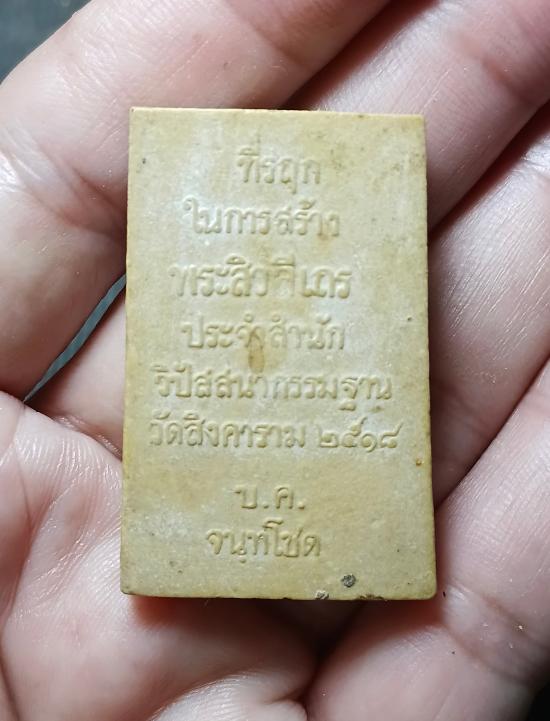 ที่รฤก
ในการสร้าง
พระสิวลีเถร
ประจำสำนัก
วิปัสสนากรรมฐาน
วัดสิงคาราม ๒๕๑๘
บ.ค.
จนฺทโชต